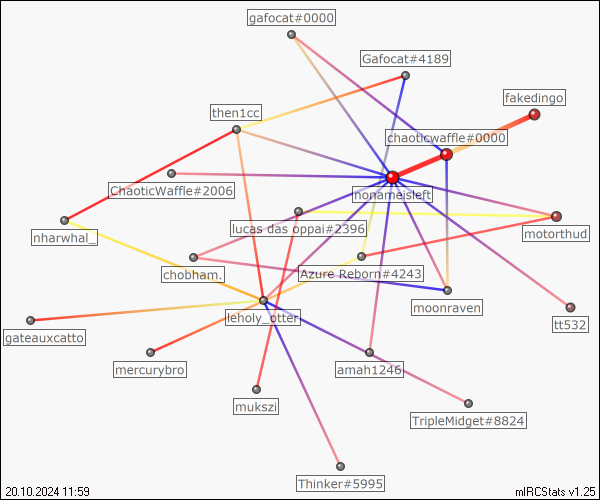 gafocat#0000
Gafocat#4189
fakedingo
then1cc
chaoticwaffle#0000
ChaoticWaffle#2006
nonameisleft
lucas das oppai#2396
motorthud
nharwhal_
chobham.
Azure Reborn#4243
moonraven
leholy_otter
tt532
gateauxcatto
mercurybro
amah1246
mukszi
TripleMidget#8824
Thinker#5995
20.10.2024 11:59
mIRCStats v1.25